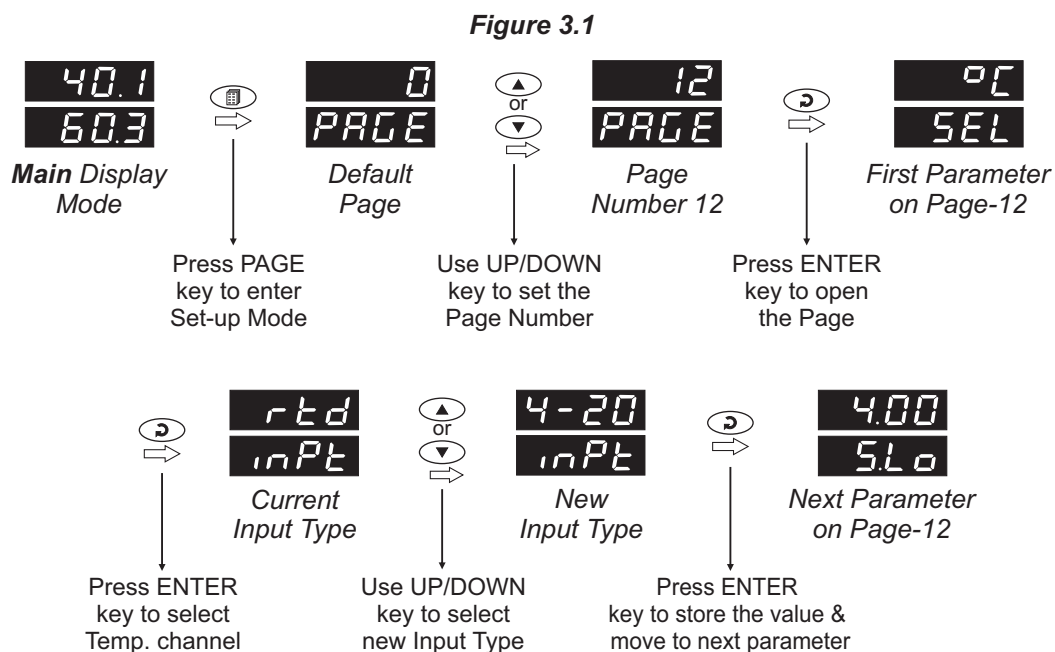 Figure 3.1
40.1
60.3
Main Display
Mode
0
PAGE
Default
Page
or
12
PAGE
Page
Number 12
°C
SEL
First Parameter
on Page-12
Press PAGE
key to enter
Set-up Mode
Use UP/DOWN
key to set the
Page Number
Press ENTER
key to open
the Page
rtd
inPt
Current
Input Type
or
4-20
inPt
New
Input Type
4.00
S.Lo
Next Parameter
on Page-12
Press ENTER
key to select
Temp. channel
Use UP/DOWN
key to select
new Input Type
Press ENTER
key to store the value &
move to next parameter